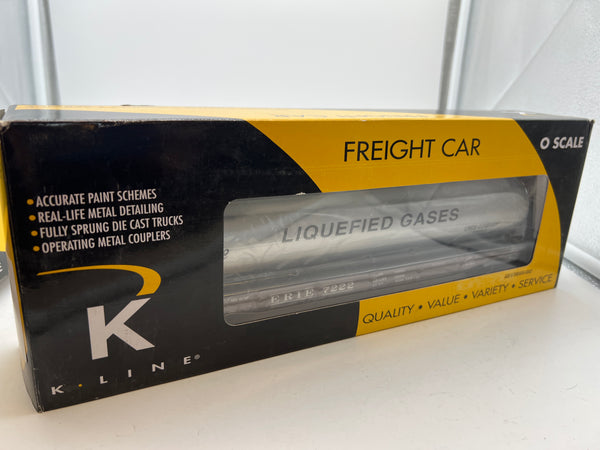 FREIGHT CAR
O SCALE
• ACCURATE PAINT SCHEMES
• REAL-LIFE METAL DETAILING
• FULLY SPRUNG DIE CAST TRUCKS
• OPERATING METAL COUPLERS
LIQUEFIED GASES
ERIE 7222
K
K • LINE®
QUALITY • VALUE • VARIETY • SERVICE